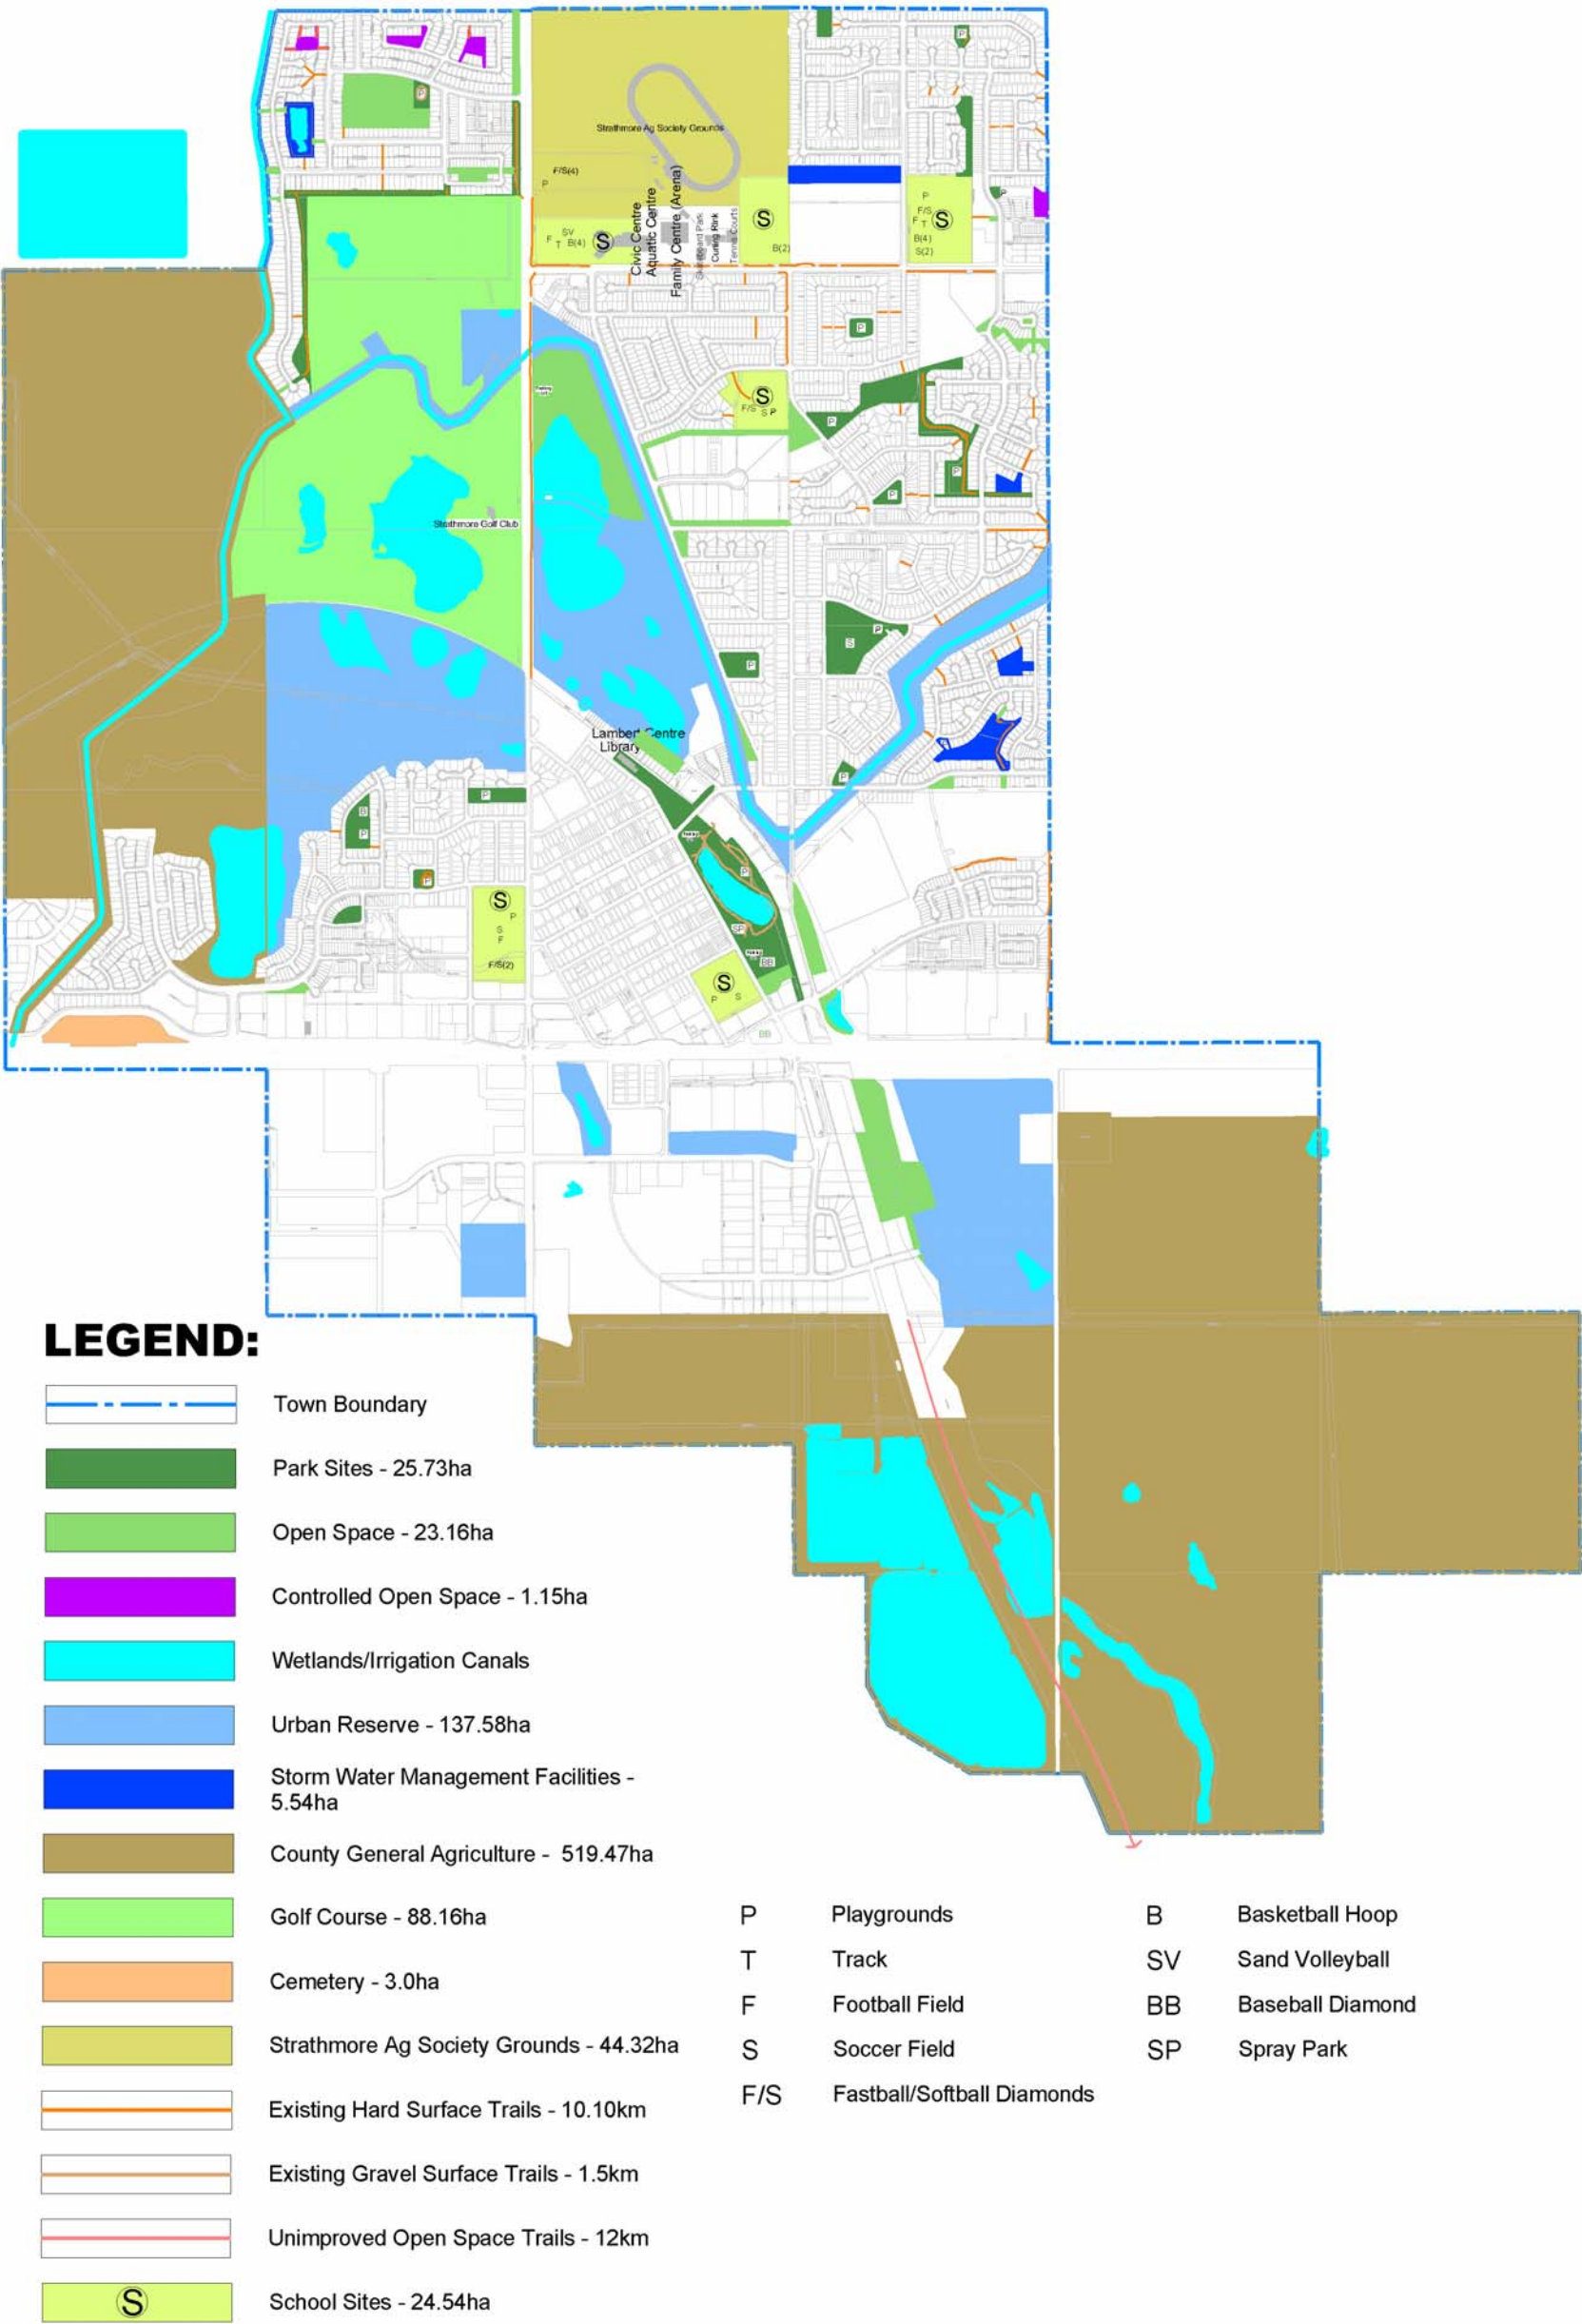 P
P
Strathmore Ag Society Grounds
F/S(4)
P
P
P
F/S
F T
S
B(4)
S(2)
SV
F T B(4)
S
S
B(2)
Civic Centre
Aquatic Centre
Family Centre (Arena)
Skateboard Park
Curling Rink
Tennis Courts
P
S
F/S S P
P
P
P
Strathmore Golf Club
P
S
P
Lambert Centre
Library
P
P
B
P
P
P
S
P
S
F
F/S(2)
SP
BB
S
P S
BB
LEGEND:
Town Boundary
Park Sites - 25.73ha
Open Space - 23.16ha
Controlled Open Space - 1.15ha
Wetlands/Irrigation Canals
Urban Reserve - 137.58ha
Storm Water Management Facilities -
5.54ha
County General Agriculture - 519.47ha
Golf Course - 88.16ha
Cemetery - 3.0ha
Strathmore Ag Society Grounds - 44.32ha
Existing Hard Surface Trails - 10.10km
Existing Gravel Surface Trails - 1.5km
Unimproved Open Space Trails - 12km
S School Sites - 24.54ha
P Playgrounds
T Track
F Football Field
S Soccer Field
F/S Fastball/Softball Diamonds
B Basketball Hoop
SV Sand Volleyball
BB Baseball Diamond
SP Spray Park